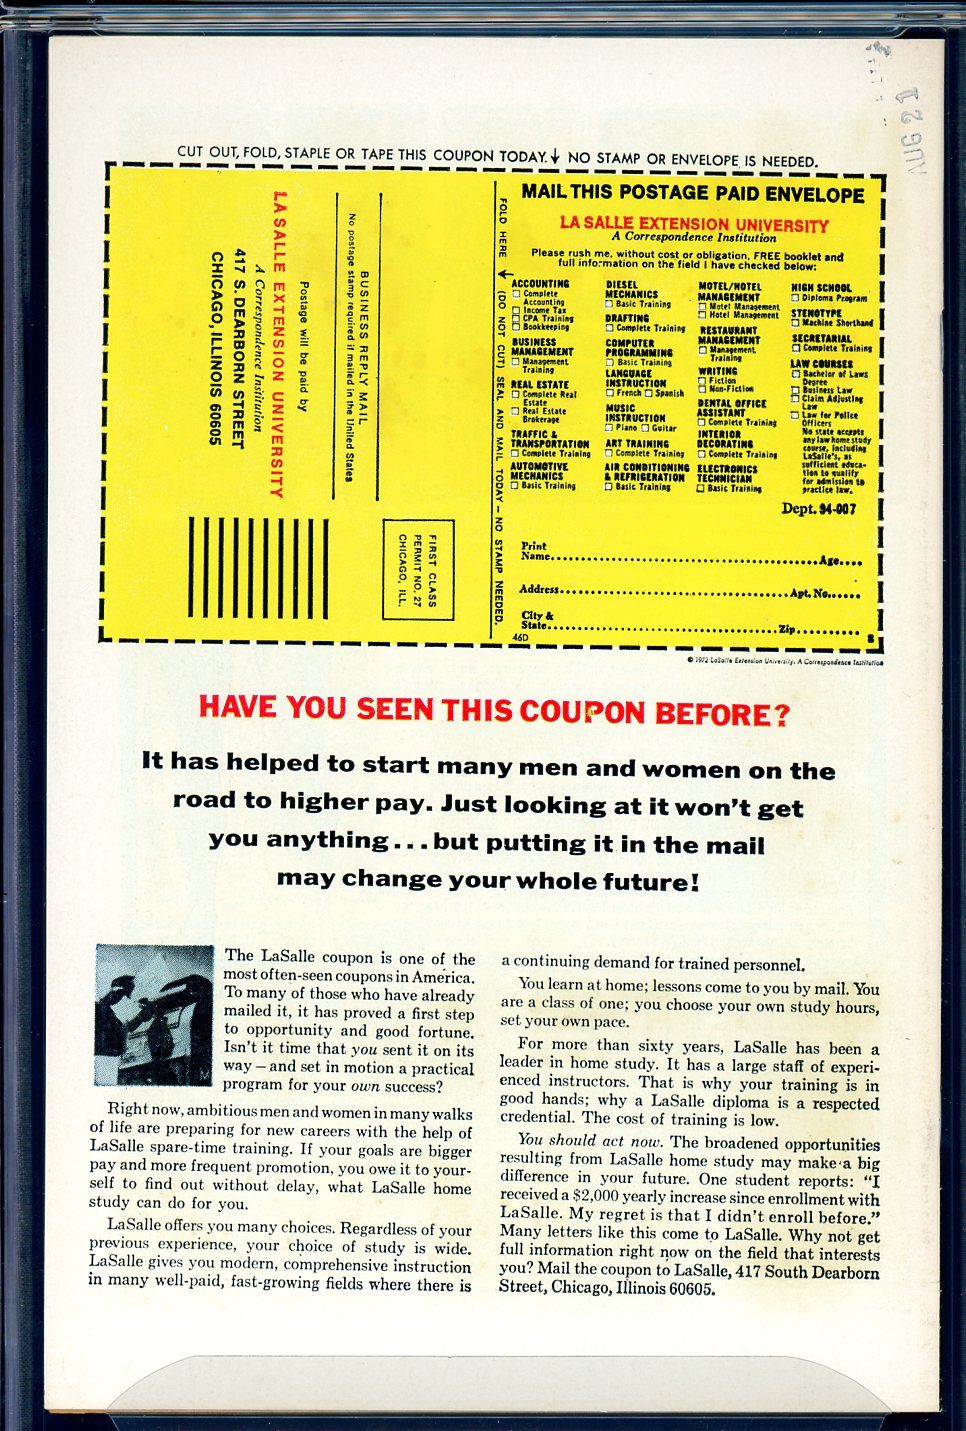 AUG 21
CUT OUT, FOLD, STAPLE OR TAPE THIS COUPON TODAY. ↓ NO STAMP OR ENVELOPE IS NEEDED.
No postage stamp required if mailed in the United States
BUSINESS REPLY MAIL
Postage will be paid by
LA SALLE EXTENSION UNIVERSITY
A Correspondence Institution
417 S. DEARBORN STREET
CHICAGO, ILLINOIS 60605
FIRST CLASS
PERMIT NO. 27
CHICAGO, ILL.
FOLD HERE → (DO NOT CUT) SEAL AND MAIL TODAY – NO STAMP NEEDED.
MAIL THIS POSTAGE PAID ENVELOPE
LA SALLE EXTENSION UNIVERSITY
A Correspondence Institution
Please rush me, without cost or obligation, FREE booklet and
full information on the field I have checked below:
ACCOUNTING
☐ Complete
Accounting
☐ Income Tax
☐ CPA Training
☐ Bookkeeping
BUSINESS
MANAGEMENT
☐ Management
Training
REAL ESTATE
☐ Complete Real
Estate
☐ Real Estate
Brokerage
TRAFFIC &
TRANSPORTATION
☐ Complete Training
AUTOMOTIVE
MECHANICS
☐ Basic Training
DIESEL
MECHANICS
☐ Basic Training
DRAFTING
☐ Complete Training
COMPUTER
PROGRAMMING
☐ Basic Training
LANGUAGE
INSTRUCTION
☐ French ☐ Spanish
MUSIC
INSTRUCTION
☐ Piano ☐ Guitar
ART TRAINING
☐ Complete Training
AIR CONDITIONING
& REFRIGERATION
☐ Basic Training
MOTEL/HOTEL
MANAGEMENT
☐ Motel Management
☐ Hotel Management
RESTAURANT
MANAGEMENT
☐ Management
Training
WRITING
☐ Fiction
☐ Non-Fiction
DENTAL OFFICE
ASSISTANT
☐ Complete Training
INTERIOR
DECORATING
☐ Complete Training
ELECTRONICS
TECHNICIAN
☐ Basic Training
HIGH SCHOOL
☐ Diploma Program
STENOTYPE
☐ Machine Shorthand
SECRETARIAL
☐ Complete Training
LAW COURSES
☐ Bachelor of Laws
Degree
☐ Business Law
☐ Claim Adjusting
Law
☐ Law for Police
Officers
No state accepts
any law home study
course, including
LaSalle's, as
sufficient educa-
tion to qualify
for admission to
practice law.
Dept. 94-007
Print
Name....................Age....
Address....................Apt. No......
City &
State....................Zip..........
46D
8
© 1972 LaSalle Extension University, A Correspondence Institution
HAVE YOU SEEN THIS COUPON BEFORE?
It has helped to start many men and women on the
road to higher pay. Just looking at it won't get
you anything...but putting it in the mail
may change your whole future!
The LaSalle coupon is one of the
most often-seen coupons in America.
To many of those who have already
mailed it, it has proved a first step
to opportunity and good fortune.
Isn't it time that you sent it on its
way – and set in motion a practical
program for your own success?
Right now, ambitious men and women in many walks
of life are preparing for new careers with the help of
LaSalle spare-time training. If your goals are bigger
pay and more frequent promotion, you owe it to your-
self to find out without delay, what LaSalle home
study can do for you.
LaSalle offers you many choices. Regardless of your
previous experience, your choice of study is wide.
LaSalle gives you modern, comprehensive instruction
in many well-paid, fast-growing fields where there is
a continuing demand for trained personnel.
You learn at home; lessons come to you by mail. You
are a class of one; you choose your own study hours,
set your own pace.
For more than sixty years, LaSalle has been a
leader in home study. It has a large staff of experi-
enced instructors. That is why your training is in
good hands; why a LaSalle diploma is a respected
credential. The cost of training is low.
You should act now. The broadened opportunities
resulting from LaSalle home study may make a big
difference in your future. One student reports: "I
received a $2,000 yearly increase since enrollment with
LaSalle. My regret is that I didn't enroll before."
Many letters like this come to LaSalle. Why not get
full information right now on the field that interests
you? Mail the coupon to LaSalle, 417 South Dearborn
Street, Chicago, Illinois 60605.